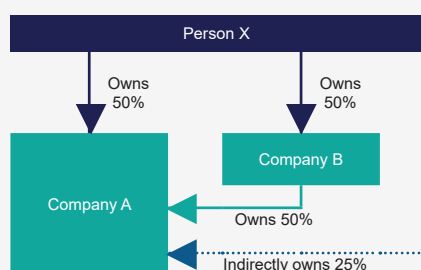 Person X
Owns
50%
Owns
50%
Company B
Company A
Owns 50%
Indirectly owns 25%